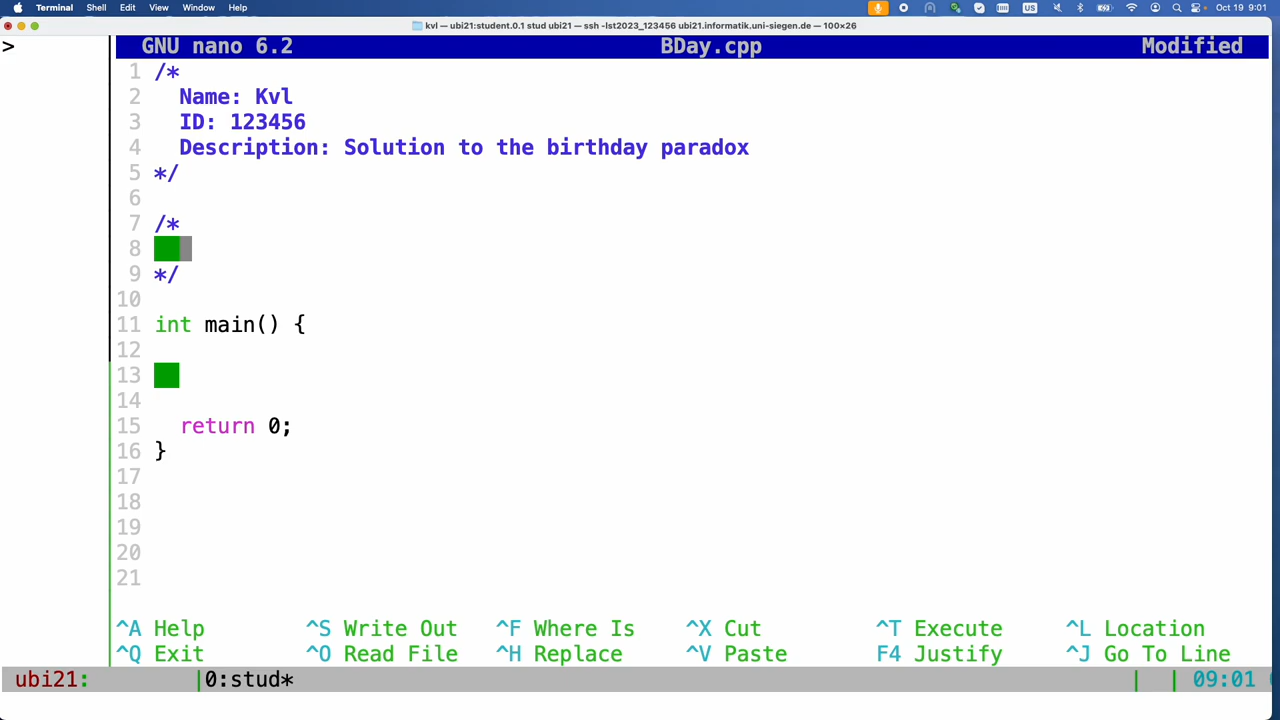 Terminal Shell Edit View Window Help US Oct 19 9:01
kvl — ubi21:student.0.1 stud ubi21 — ssh -lst2023_123456 ubi21.informatik.uni-siegen.de — 100×26
> GNU nano 6.2 BDay.cpp Modified
1 /*
2 Name: Kvl
3 ID: 123456
4 Description: Solution to the birthday paradox
5 */
6
7 /*
8
9 */
10
11 int main() {
12
13
14
15 return 0;
16 }
17
18
19
20
21
^A Help ^S Write Out ^F Where Is ^X Cut ^T Execute ^L Location
^Q Exit ^O Read File ^H Replace ^V Paste F4 Justify ^J Go To Line
ubi21: |0:stud* | | 09:01